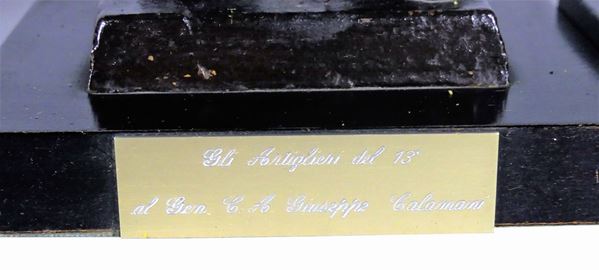 Gli Artiglieri del 13°
al Gen. C. A. Giuseppe Calamani